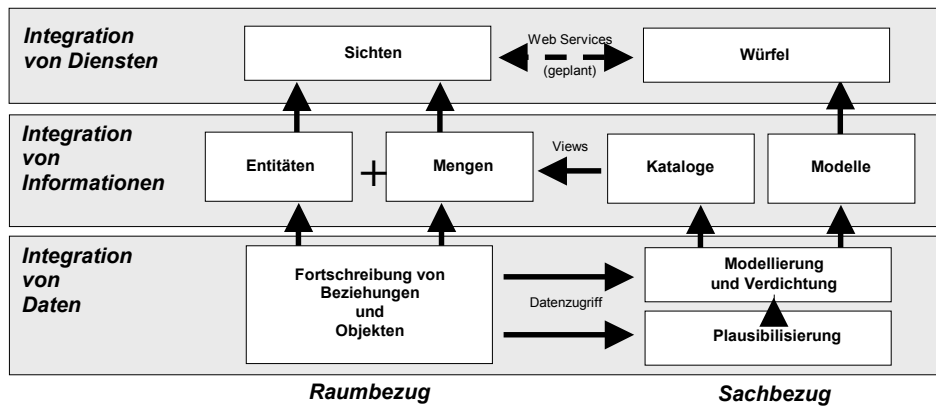 Integration
von Diensten
Sichten
Web Services
(geplant)
Würfel
Integration
von
Informationen
Entitäten
+
Mengen
Views
Kataloge
Modelle
Integration
von
Daten
Fortschreibung von
Beziehungen
und
Objekten
Datenzugriff
Modellierung
und Verdichtung
Plausibilisierung
Raumbezug
Sachbezug